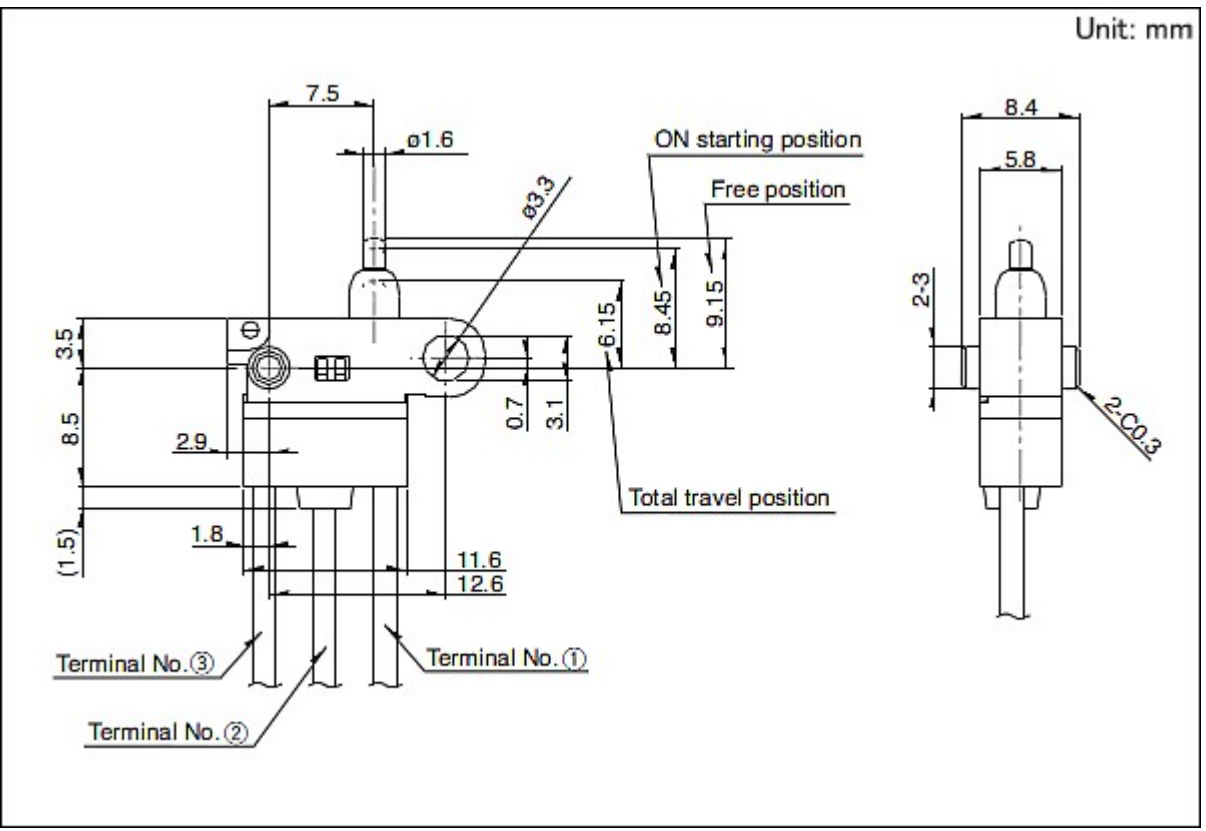 Unit: mm
7.5
8.4
ø1.6
ON starting position
5.8
ø3.3
Free position
2-3
3.5
6.15
8.45
9.15
0.7
3.1
2-C0.3
8.5
2.9
Total travel position
(1.5)
1.8
11.6
12.6
Terminal No.③
Terminal No.①
Terminal No.②